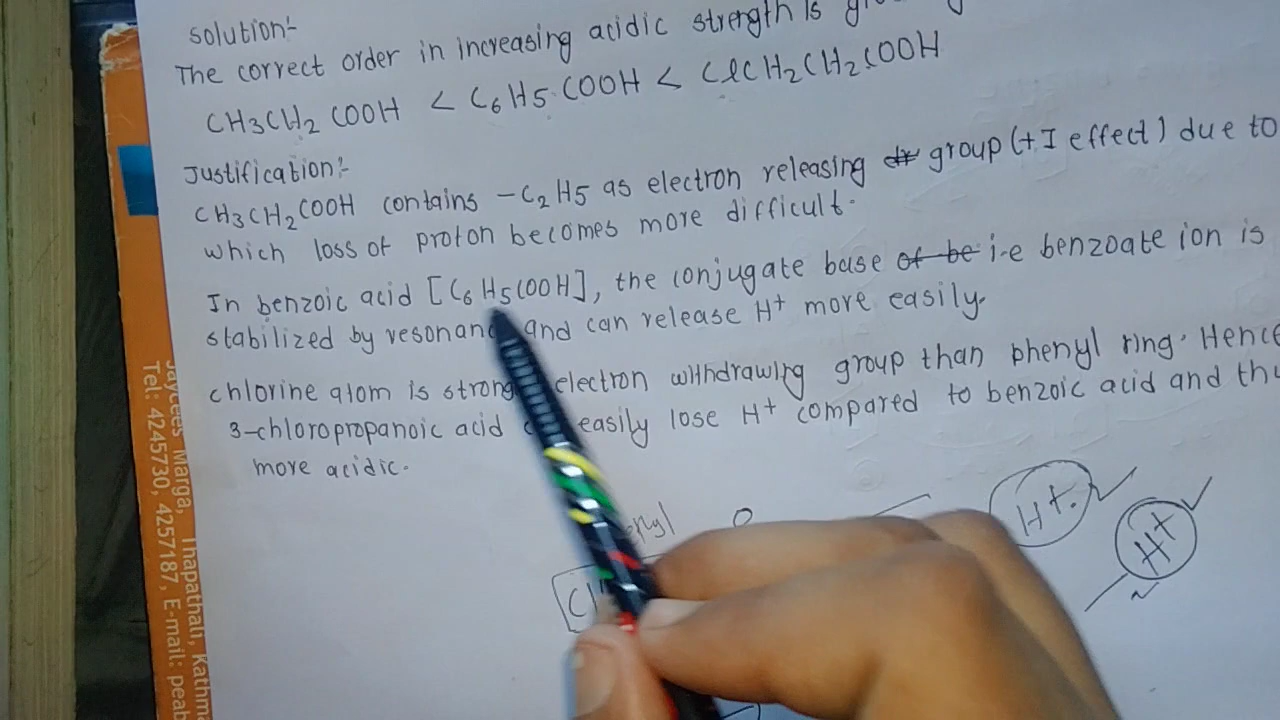 solution:-
The correct order in increasing acidic strength is
CH3CH2COOH < C6H5COOH < ClCH2CH2COOH
Justification:-
CH3CH2COOH contains -C2H5 as electron releasing group (+I effect) due to
which loss of proton becomes more difficult.
In benzoic acid [C6H5COOH], the conjugate base of be i.e benzoate ion is
stabilized by resonanc and can release H+ more easily.
chlorine atom is strong electron withdrawing group than phenyl ring. Hence
3-chloropropanoic acid easily lose H+ compared to benzoic acid and
more acidic.
H+.
H+
Jaycees Marga, Thapathali,
Tel: 4245730, 4257187, E-mail: